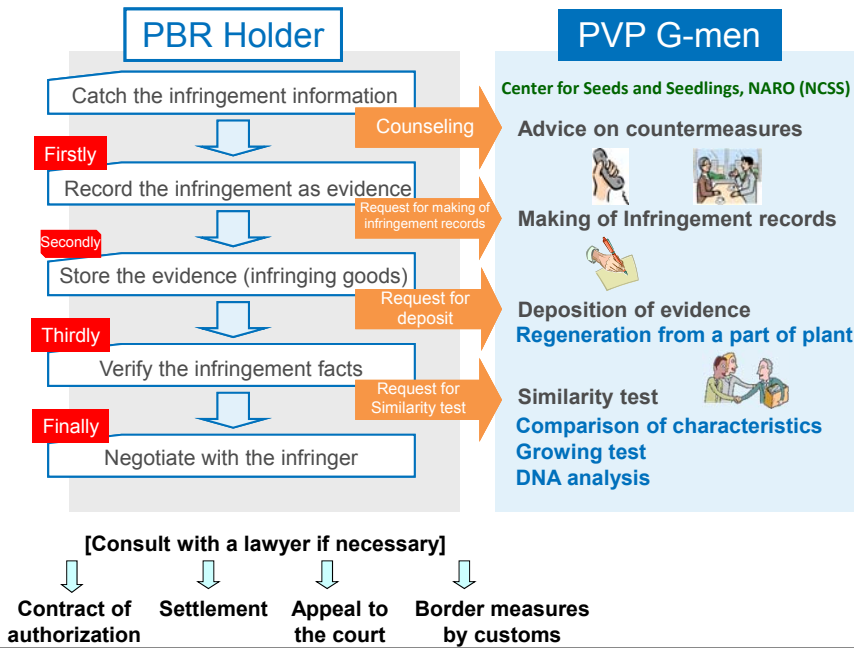 PBR Holder
Catch the infringement information
Firstly
Record the infringement as evidence
Secondly
Store the evidence (infringing goods)
Thirdly
Verify the infringement facts
Finally
Negotiate with the infringer
Counseling
Request for making of
infringement records
Request for
deposit
Request for
Similarity test
PVP G-men
Center for Seeds and Seedlings, NARO (NCSS)
Advice on countermeasures
Making of Infringement records
Deposition of evidence
Regeneration from a part of plant
Similarity test
Comparison of characteristics
Growing test
DNA analysis
[Consult with a lawyer if necessary]
Contract of
authorization
Settlement
Appeal to
the court
Border measures
by customs